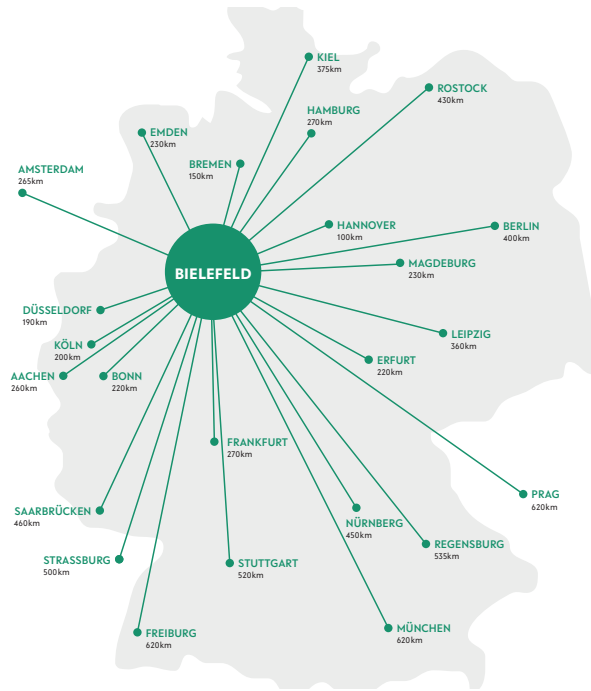 KIEL
375km
ROSTOCK
430km
HAMBURG
270km
EMDEN
230km
BREMEN
150km
AMSTERDAM
265km
HANNOVER
100km
BERLIN
400km
BIELEFELD
MAGDEBURG
230km
DÜSSELDORF
190km
KÖLN
200km
LEIPZIG
360km
ERFURT
220km
AACHEN
260km
BONN
220km
FRANKFURT
270km
PRAG
620km
SAARBRÜCKEN
460km
NÜRNBERG
450km
REGENSBURG
535km
STRASSBURG
500km
STUTTGART
520km
FREIBURG
620km
MÜNCHEN
620km